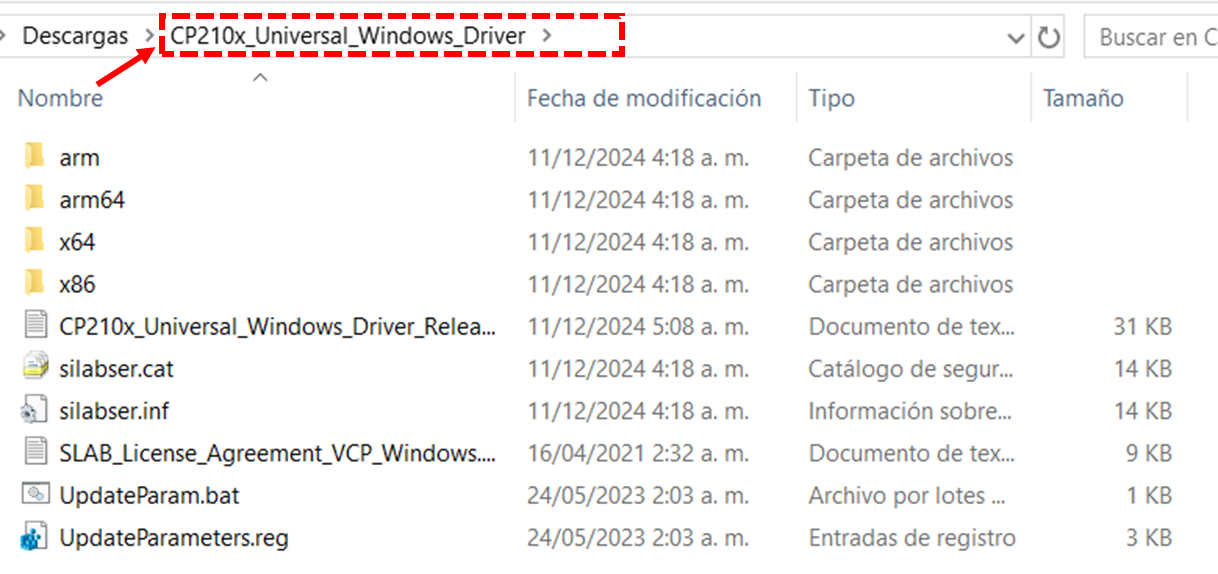 Descargas > CP210x_Universal_Windows_Driver >
Buscar en C
Nombre Fecha de modificación Tipo Tamaño
arm 11/12/2024 4:18 a. m. Carpeta de archivos
arm64 11/12/2024 4:18 a. m. Carpeta de archivos
x64 11/12/2024 4:18 a. m. Carpeta de archivos
x86 11/12/2024 4:18 a. m. Carpeta de archivos
CP210x_Universal_Windows_Driver_Relea... 11/12/2024 5:08 a. m. Documento de tex... 31 KB
silabser.cat 11/12/2024 4:18 a. m. Catálogo de segur... 14 KB
silabser.inf 11/12/2024 4:18 a. m. Información sobre... 14 KB
SLAB_License_Agreement_VCP_Windows.... 16/04/2021 2:32 a. m. Documento de tex... 9 KB
UpdateParam.bat 24/05/2023 2:03 a. m. Archivo por lotes ... 1 KB
UpdateParameters.reg 24/05/2023 2:03 a. m. Entradas de registro 3 KB